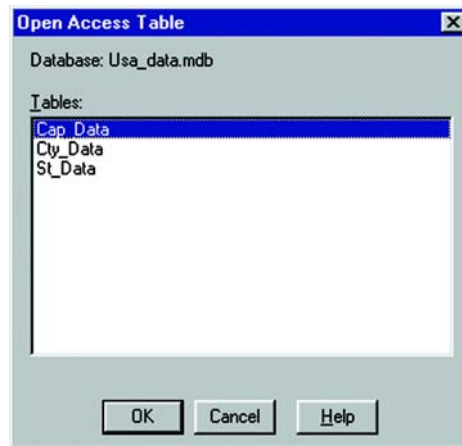 Open Access Table
Database: Usa_data.mdb
Tables:
Cap_Data
Cty_Data
St_Data
OK
Cancel
Help